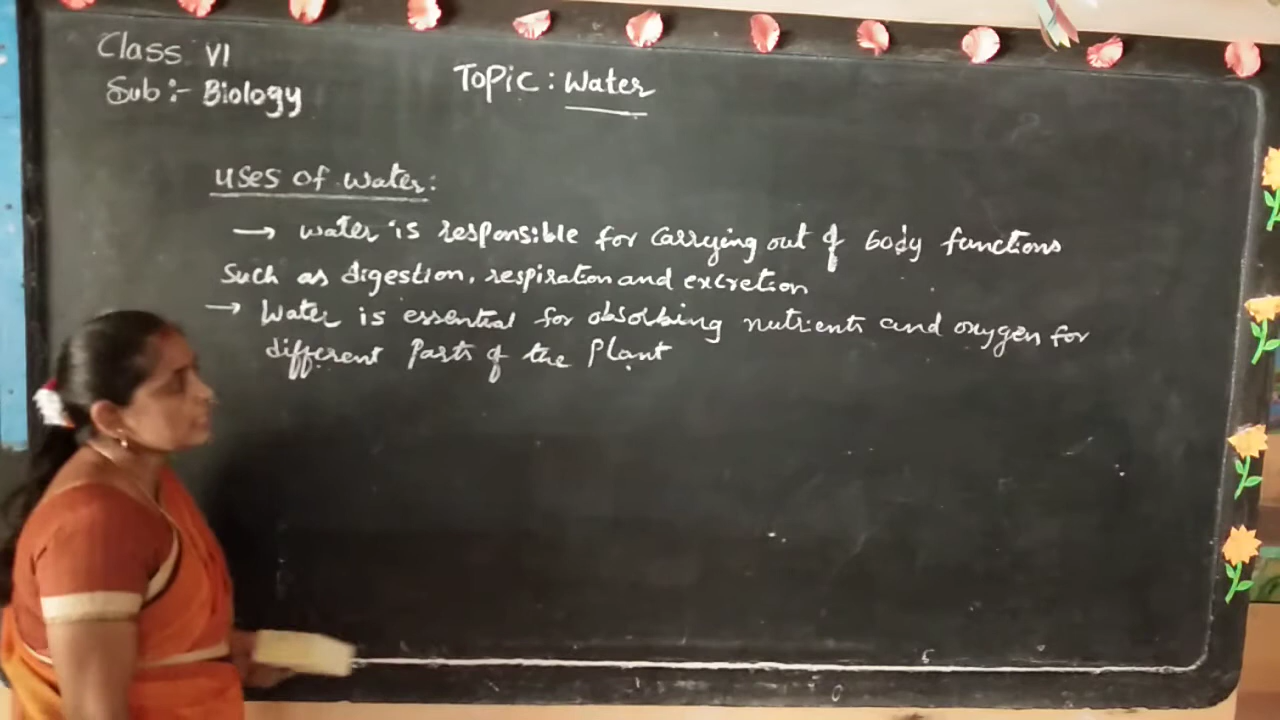 Class VI
Sub :- Biology
Topic : Water
uses of water:
→ water is responsible for carrying out of body functions
Such as digestion, respiration and excretion
→ Water is essential for absorbing nutrients and oxygen for
different Parts of the Plant